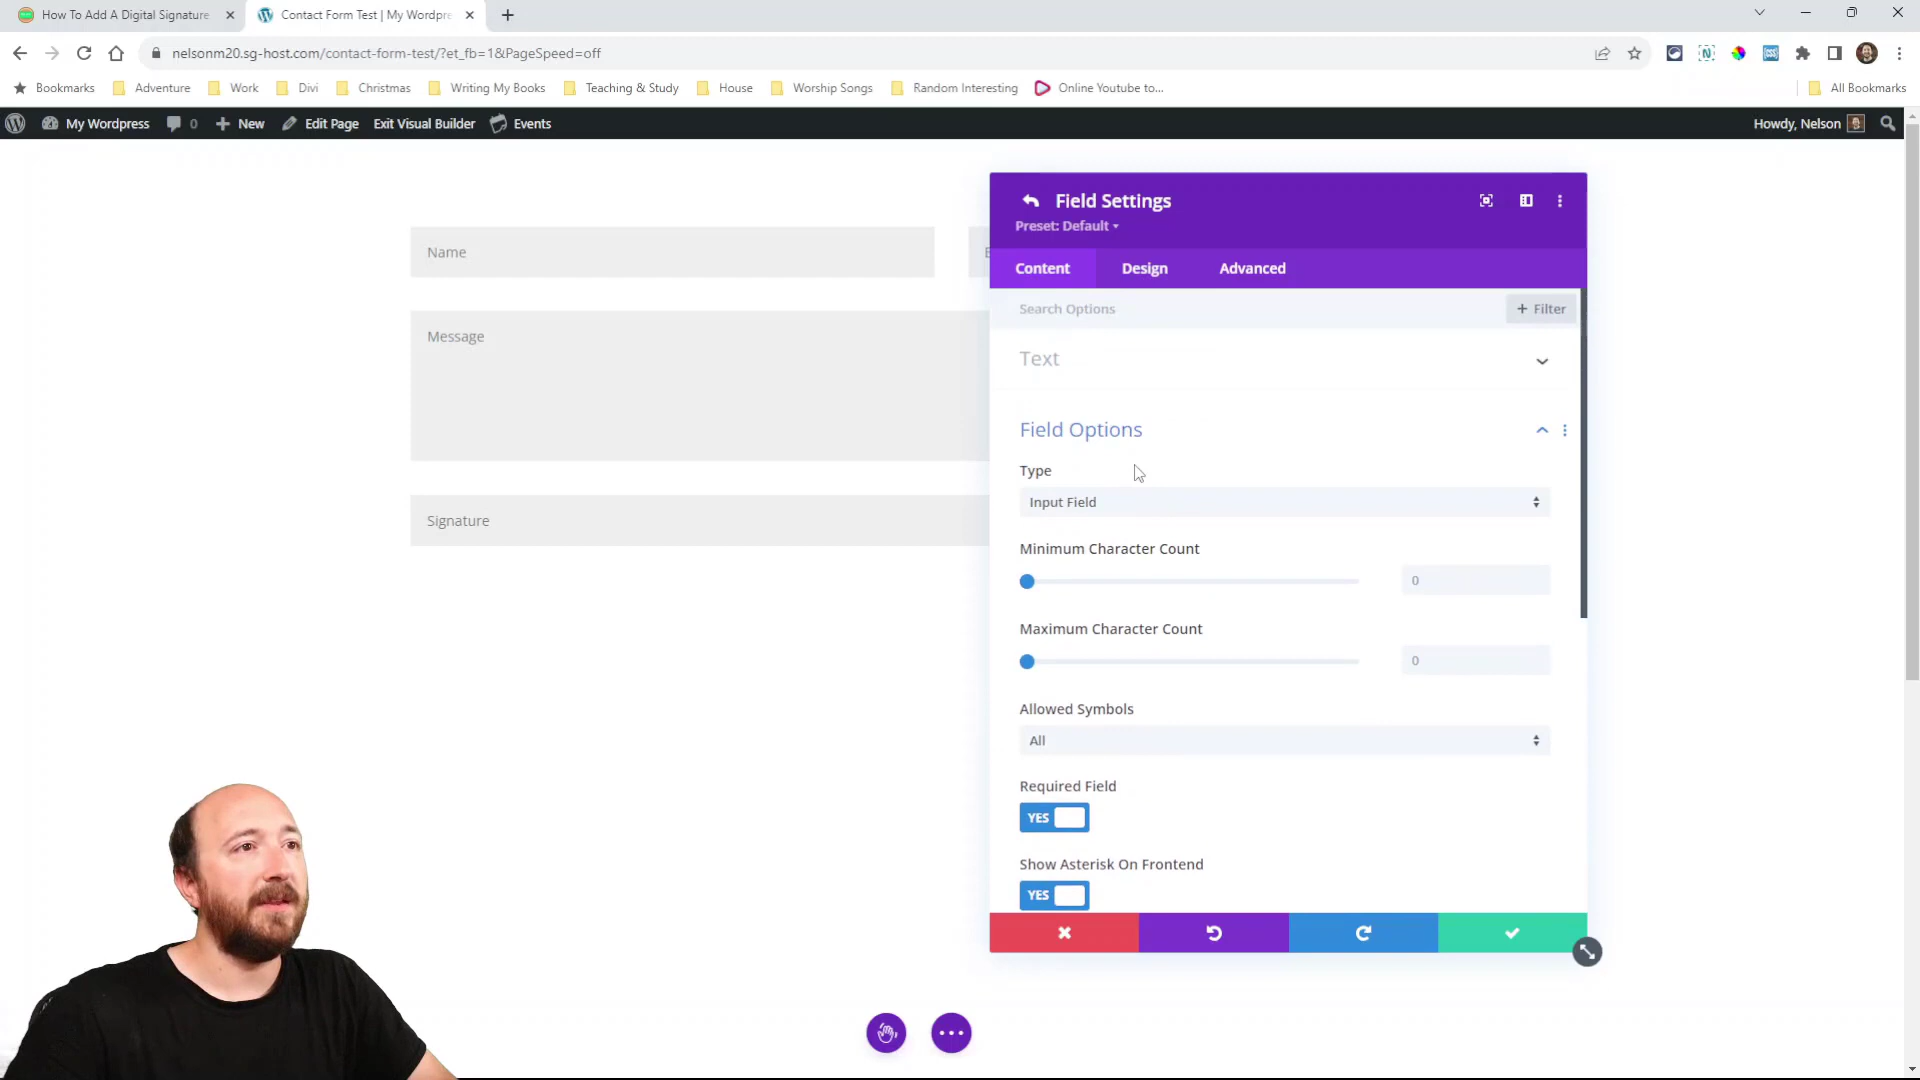 How To Add A Digital Signature
Contact Form Test | My Wordpre
nelsonm20.sg-host.com/contact-form-test/?et_fb=1&PageSpeed=off
Bookmarks Adventure Work Divi Christmas Writing My Books Teaching & Study House Worship Songs Random Interesting Online Youtube to... All Bookmarks
My Wordpress 0 New Edit Page Exit Visual Builder Events Howdy, Nelson
Field Settings
Preset: Default
Content Design Advanced
Search Options + Filter
Text
Field Options
Type
Input Field
Minimum Character Count
0
Maximum Character Count
0
Allowed Symbols
All
Required Field
YES
Show Asterisk On Frontend
YES
Name
E
Message
Signature